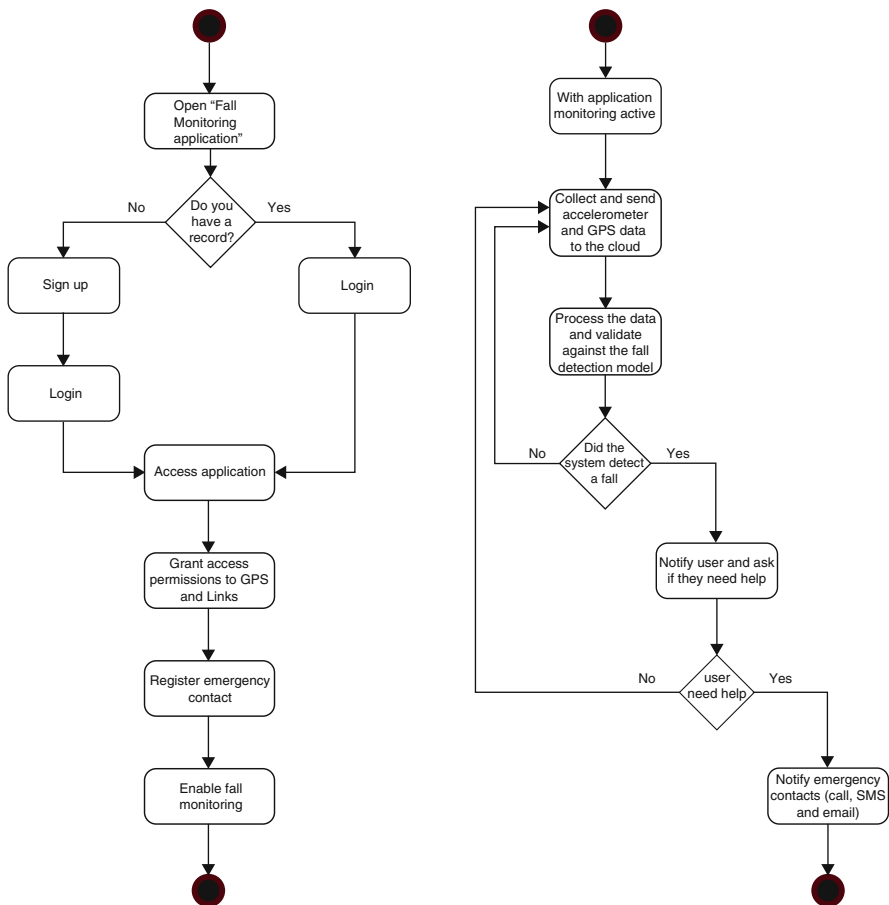 Open “Fall
Monitoring
application”
Do you
have a
record?
No
Yes
Sign up
Login
Login
Access application
Grant access
permissions to GPS
and Links
Register emergency
contact
Enable fall
monitoring
With application
monitoring active
Collect and send
accelerometer
and GPS data
to the cloud
Process the data
and validate
against the fall
detection model
Did the
system detect
a fall
No
Yes
Notify user and ask
if they need help
user
need help
No
Yes
Notify emergency
contacts (call, SMS
and email)